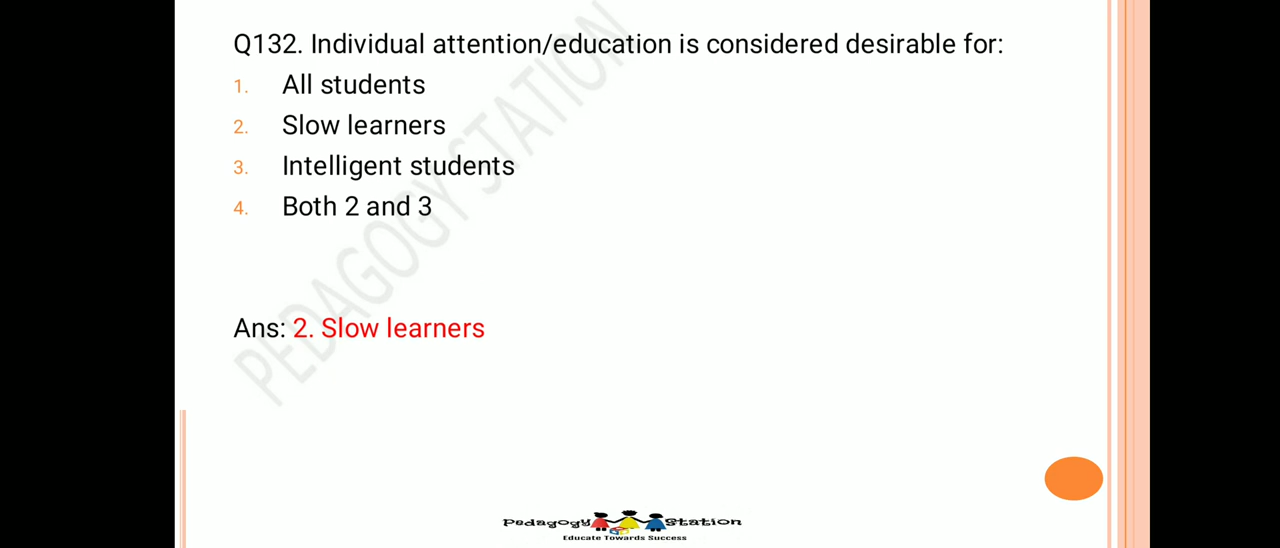 Q132. Individual attention/education is considered desirable for:
1. All students
2. Slow learners
3. Intelligent students
4. Both 2 and 3
PEDAGOGY STATION
Ans: 2. Slow learners
Pedagogy Station
Educate Towards Success